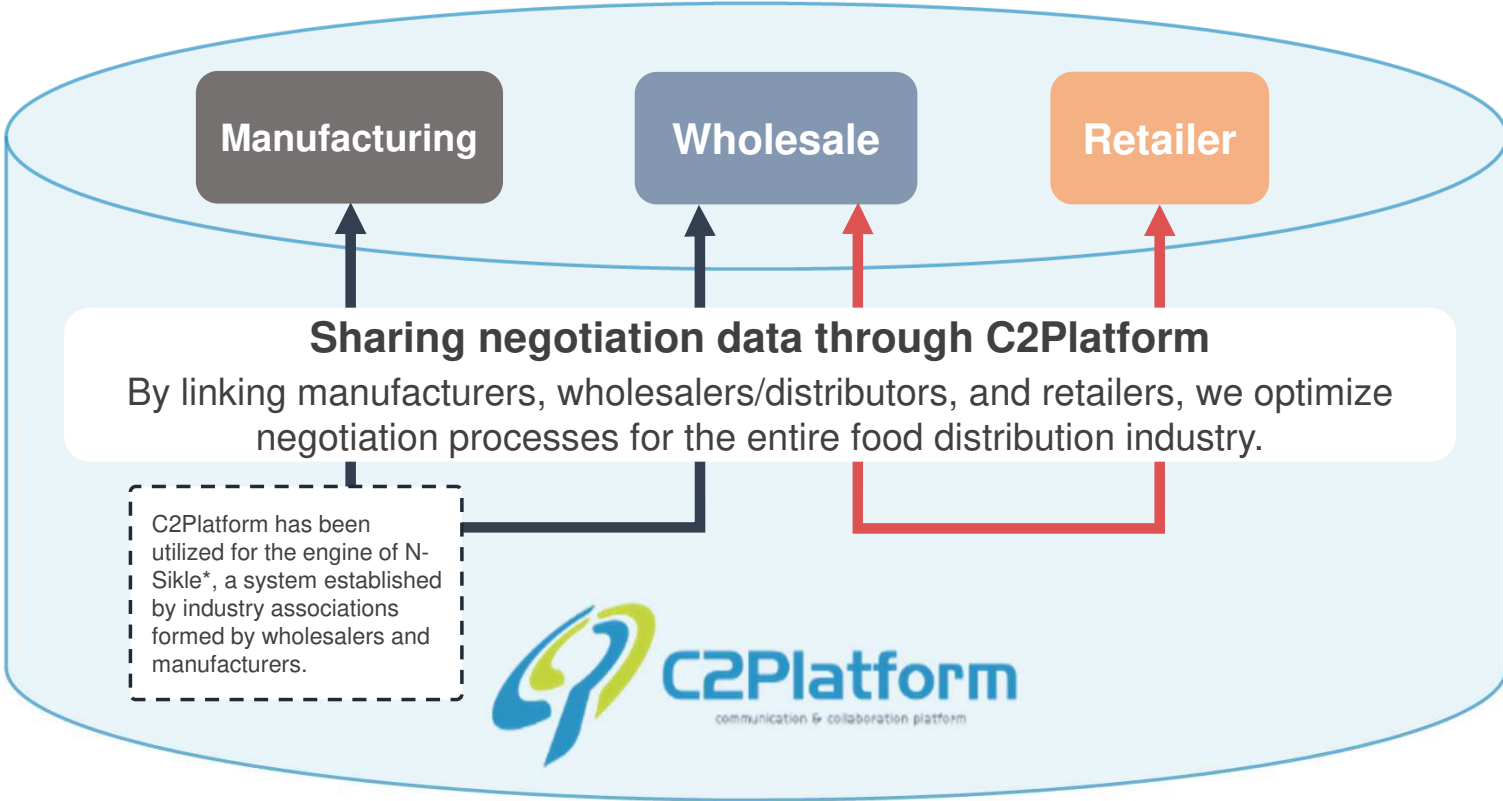 Manufacturing
Wholesale
Retailer
Sharing negotiation data through C2Platform
By linking manufacturers, wholesalers/distributors, and retailers, we optimize
negotiation processes for the entire food distribution industry.
C2Platform has been
utilized for the engine of N-
Sikle*, a system established
by industry associations
formed by wholesalers and
manufacturers.
C2Platform
communication & collaboration platform